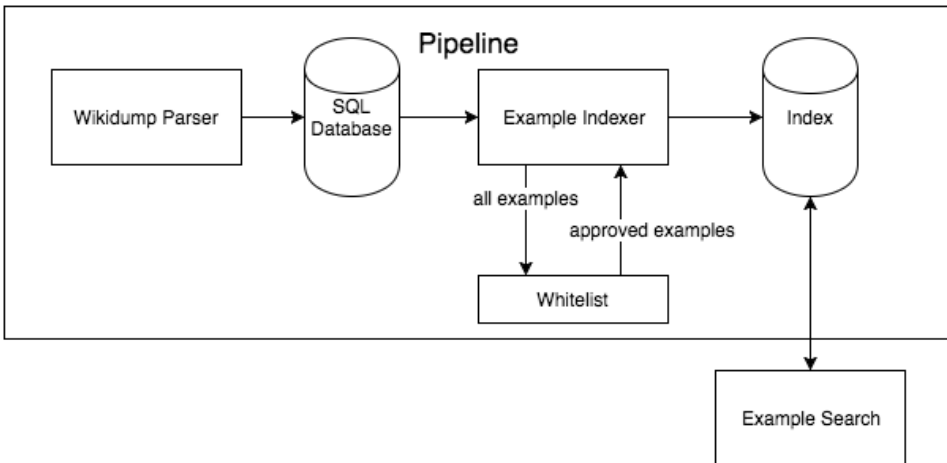 Pipeline
Wikidump Parser
SQL
Database
Example Indexer
Index
all examples
approved examples
Whitelist
Example Search